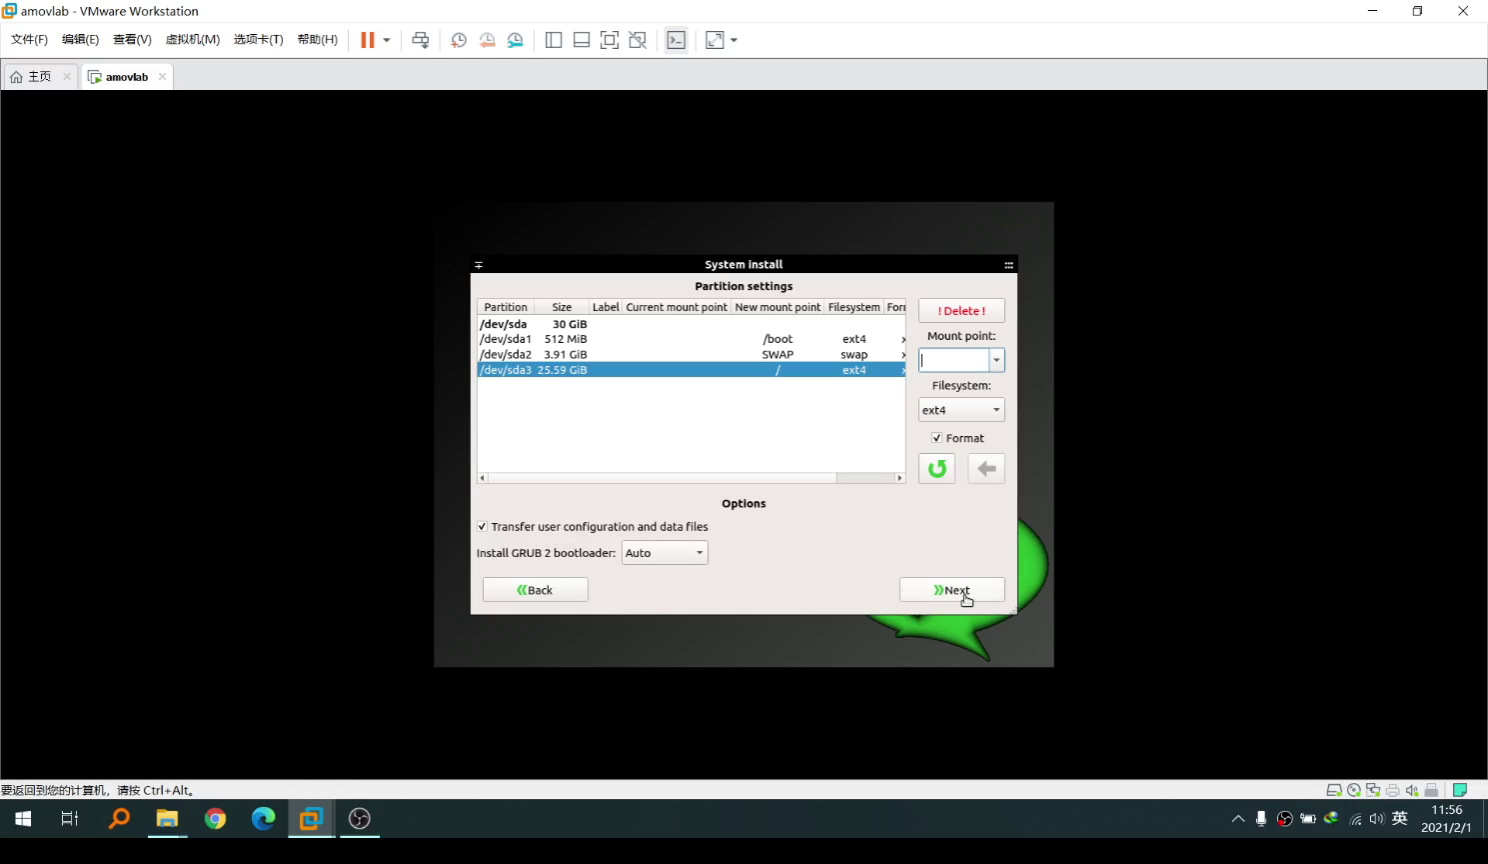 amovlab - VMware Workstation
文件(F) 编辑(E) 查看(V) 虚拟机(M) 选项卡(T) 帮助(H)
主页 amovlab
System install
Partition settings
Partition Size Label Current mount point New mount point Filesystem Forr
/dev/sda 30 GiB
/dev/sda1 512 MiB /boot ext4 x
/dev/sda2 3.91 GiB SWAP swap x
/dev/sda3 25.59 GiB / ext4 x
! Delete !
Mount point:
Filesystem:
ext4
Format
Options
Transfer user configuration and data files
Install GRUB 2 bootloader: Auto
Back Next
要返回到您的计算机，请按 Ctrl+Alt。
英
11:56
2021/2/1